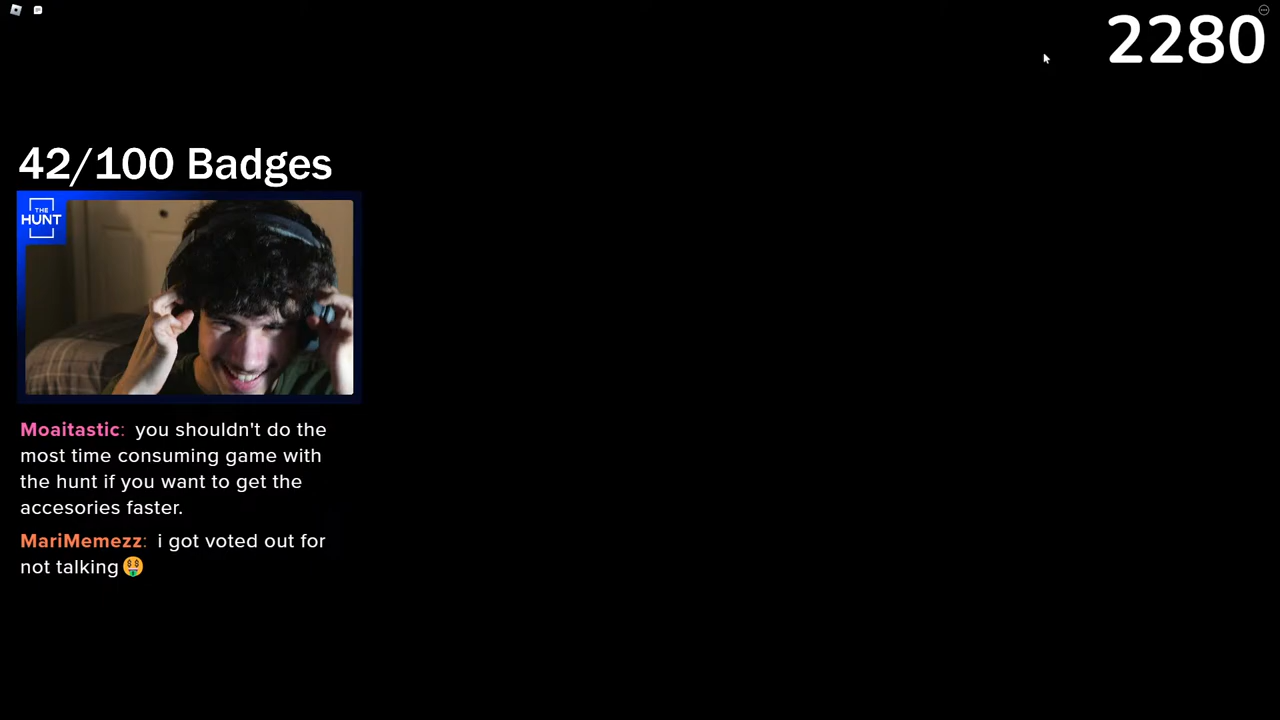 2280
42/100 Badges
THE
HUNT
Moaitastic: you shouldn't do the
most time consuming game with
the hunt if you want to get the
accesories faster.
MariMemezz: i got voted out for
not talking🤑